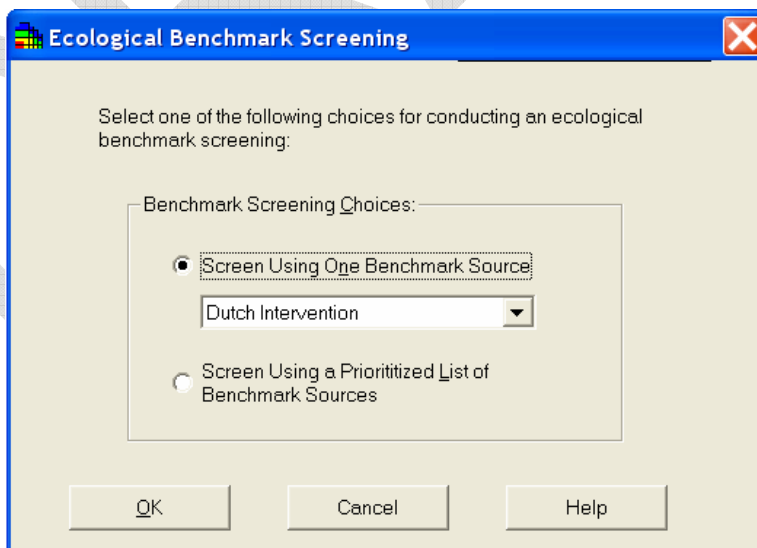 Ecological Benchmark Screening
Select one of the following choices for conducting an ecological
benchmark screening:
Benchmark Screening Choices:
Screen Using One Benchmark Source
Dutch Intervention
Screen Using a Priorititized List of
Benchmark Sources
OK
Cancel
Help